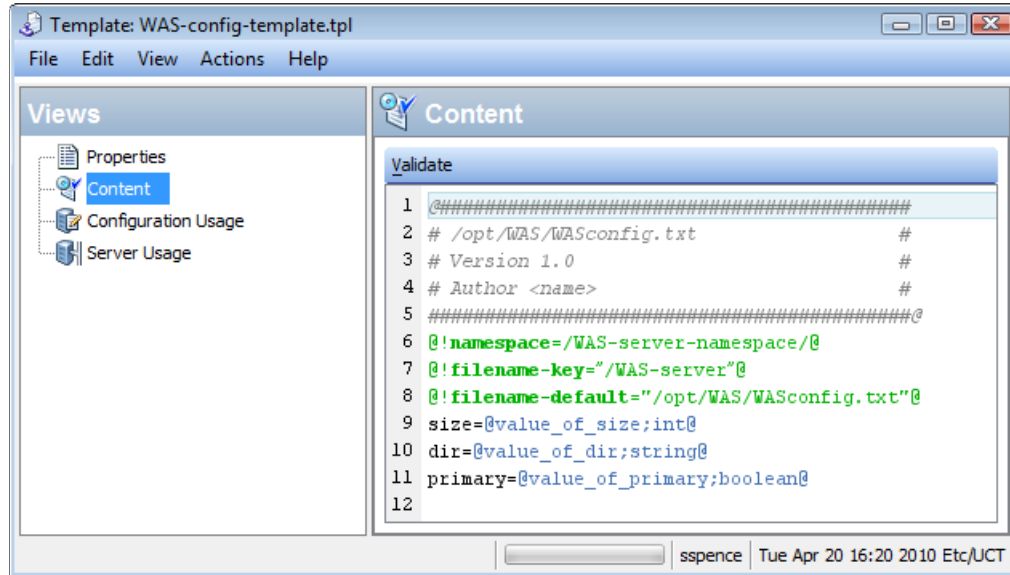 Template: WAS-config-template.tpl
File Edit View Actions Help
Views
Properties
Content
Configuration Usage
Server Usage
Content
Validate
1 @###########################################
2 # /opt/WAS/WASconfig.txt #
3 # Version 1.0 #
4 # Author <name> #
5 ############################################@
6 @!namespace=/WAS-server-namespace/@
7 @!filename-key="/WAS-server"@
8 @!filename-default="/opt/WAS/WASconfig.txt"@
9 size=@value_of_size;int@
10 dir=@value_of_dir;string@
11 primary=@value_of_primary;boolean@
12
sspence Tue Apr 20 16:20 2010 Etc/UCT